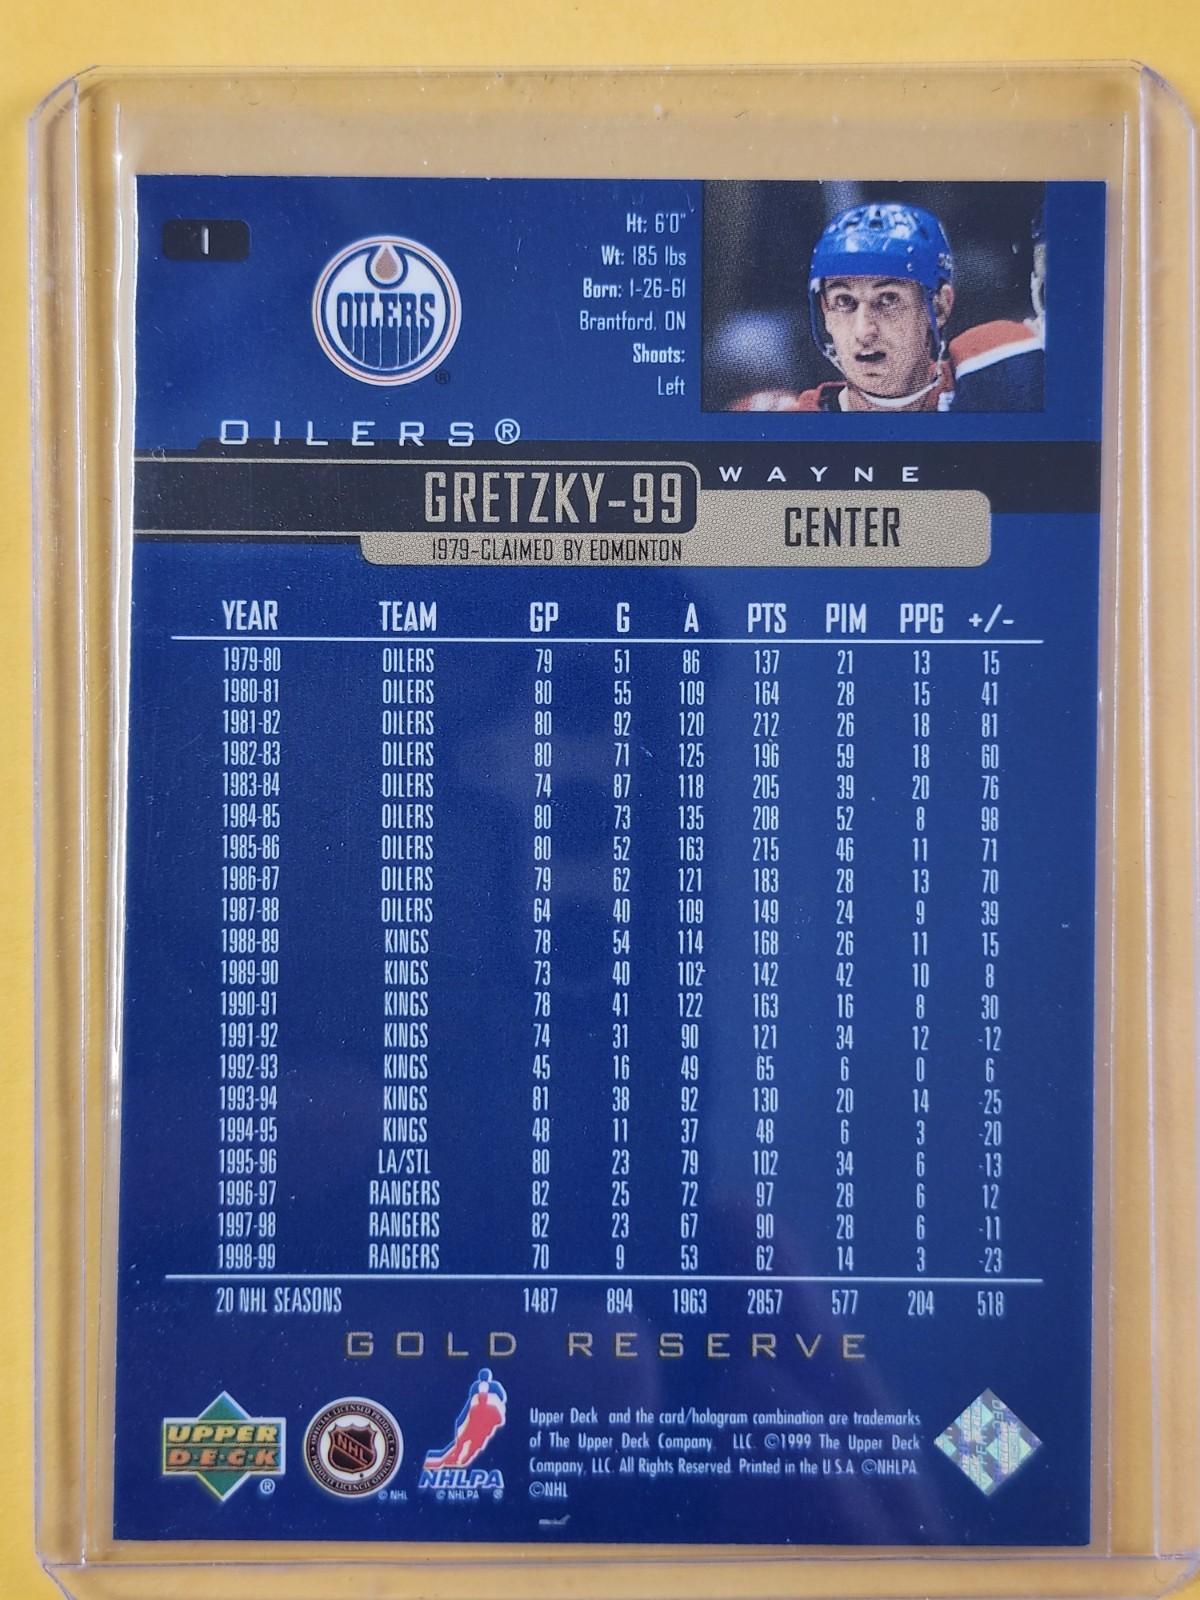 1
OILERS
®
Ht: 6'0"
Wt: 185 lbs
Born: 1-26-61
Brantford, ON
Shoots:
Left
OILERS®
GRETZKY-99
WAYNE
CENTER
1979-CLAIMED BY EDMONTON
YEAR TEAM GP G A PTS PIM PPG +/-
1979-80 OILERS 79 51 86 137 21 13 15
1980-81 OILERS 80 55 109 164 28 15 41
1981-82 OILERS 80 92 120 212 26 18 81
1982-83 OILERS 80 71 125 196 59 18 60
1983-84 OILERS 74 87 118 205 39 20 76
1984-85 OILERS 80 73 135 208 52 8 98
1985-86 OILERS 80 52 163 215 46 11 71
1986-87 OILERS 79 62 121 183 28 13 70
1987-88 OILERS 64 40 109 149 24 9 39
1988-89 KINGS 78 54 114 168 26 11 15
1989-90 KINGS 73 40 102 142 42 10 8
1990-91 KINGS 78 41 122 163 16 8 30
1991-92 KINGS 74 31 90 121 34 12 -12
1992-93 KINGS 45 16 49 65 6 0 6
1993-94 KINGS 81 38 92 130 20 14 -25
1994-95 KINGS 48 11 37 48 6 3 -20
1995-96 LA/STL 80 23 79 102 34 6 -13
1996-97 RANGERS 82 25 72 97 28 6 12
1997-98 RANGERS 82 23 67 90 28 6 -11
1998-99 RANGERS 70 9 53 62 14 3 -23
20 NHL SEASONS 1487 894 1963 2857 577 204 518
GOLD RESERVE
UPPER
DECK
®
OFFICIAL LICENSED PRODUCT
NHL
© NHL
NHLPA
© NHLPA ®
Upper Deck and the card/hologram combination are trademarks
of The Upper Deck Company, LLC. ©1999 The Upper Deck
Company, LLC. All Rights Reserved. Printed in the U.S.A. ©NHLPA
©NHL